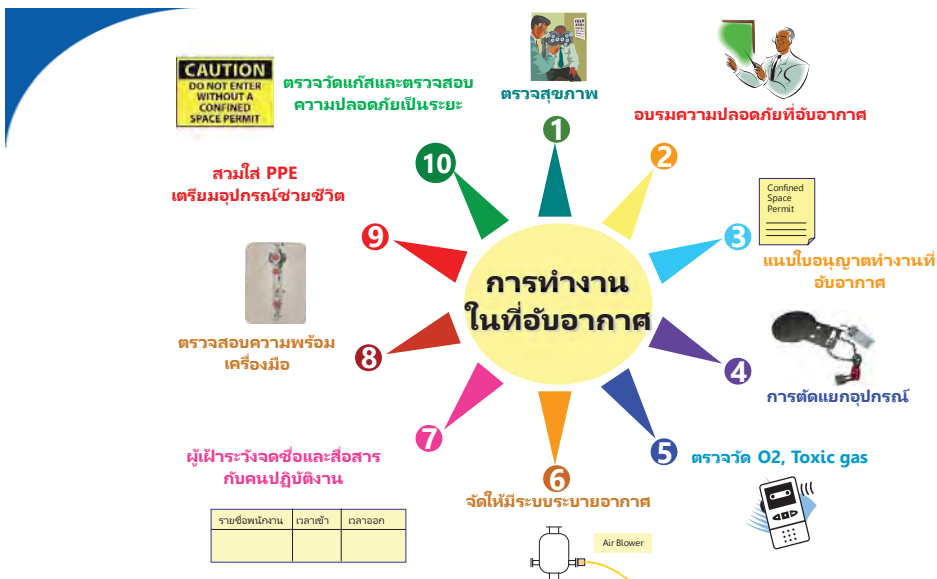 การทำงาน
ในที่อับอากาศ
1
ตรวจสุขภาพ
2
อบรมความปลอดภัยที่อับอากาศ
3
Confined
Space
Permit
แนบใบอนุญาตทำงานที่
อับอากาศ
4
การตัดแยกอุปกรณ์
5
ตรวจวัด O2, Toxic gas
6
จัดให้มีระบบระบายอากาศ
Air Blower
7
ผู้เฝ้าระวังจดชื่อและสื่อสาร
กับคนปฏิบัติงาน
รายชื่อพนักงาน เวลาเข้า เวลาออก
8
ตรวจสอบความพร้อม
เครื่องมือ
9
สวมใส่ PPE
เตรียมอุปกรณ์ช่วยชีวิต
10
ตรวจวัดแก๊สและตรวจสอบ
ความปลอดภัยเป็นระยะ
CAUTION
DO NOT ENTER
WITHOUT A
CONFINED
SPACE PERMIT